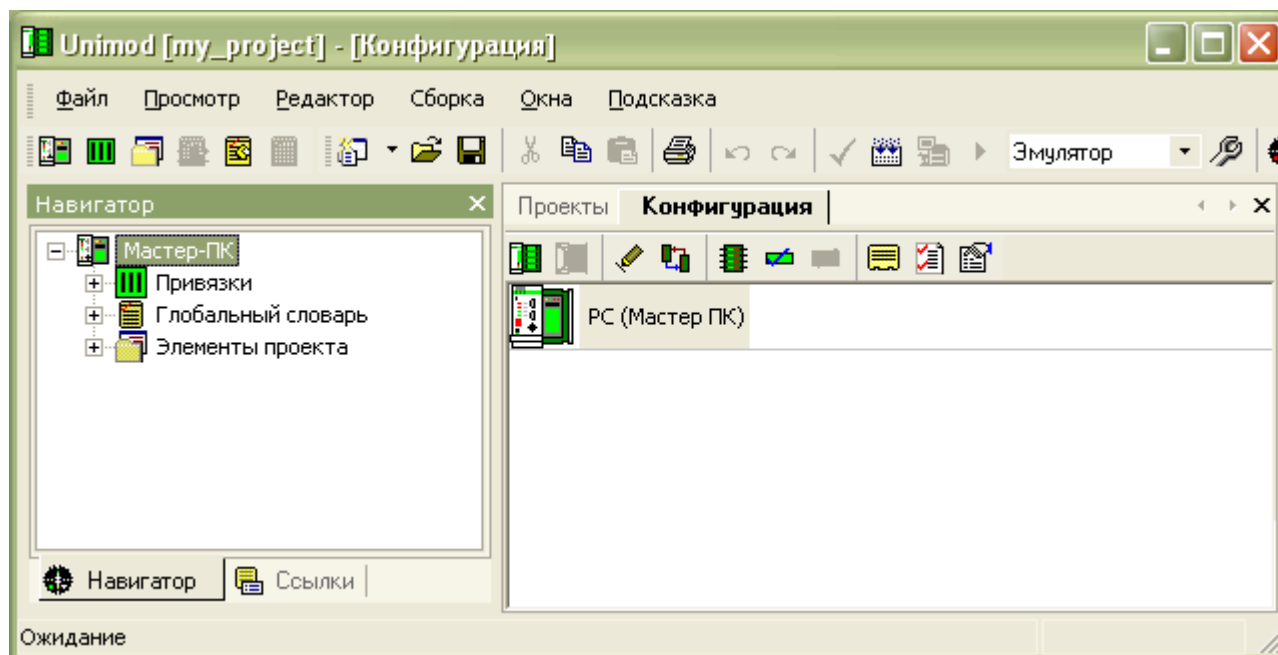 Unimod [my_project] - [Конфигурация]
Файл Просмотр Редактор Сборка Окна Подсказка
Эмулятор
Навигатор
Проекты Конфигурация
Мастер-ПК
Привязки
Глобальный словарь
Элементы проекта
PC (Мастер ПК)
Навигатор Ссылки
Ожидание